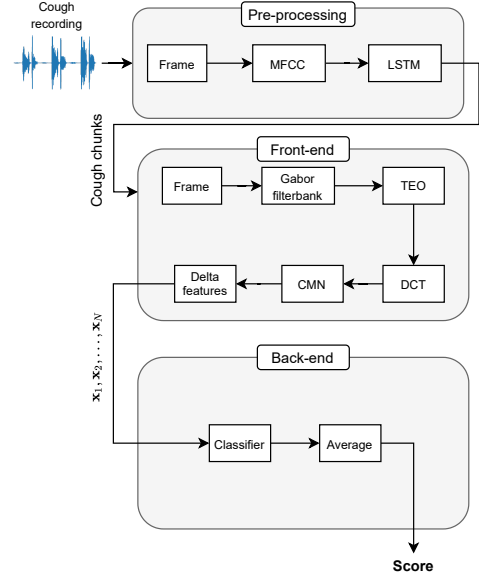 Cough
recording
Pre-processing
Frame
MFCC
LSTM
Cough chunks
Front-end
Frame
Gabor
filterbank
TEO
Delta
features
CMN
DCT
x₁, x₂, . . . , x_N
Back-end
Classifier
Average
Score